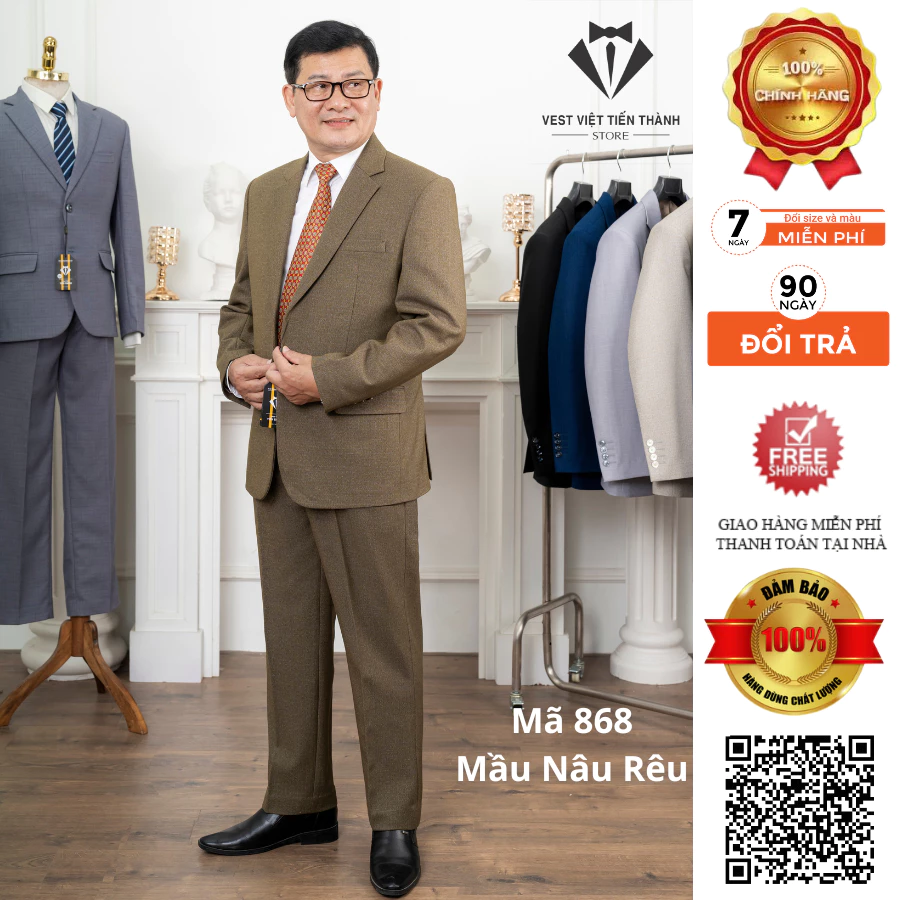 VEST VIỆT TIẾN THÀNH
STORE
100%
CHÍNH HÃNG
7
NGÀY
Đổi size và màu
MIỄN PHÍ
90
NGÀY
ĐỔI TRẢ
FREE
SHIPPING
GIAO HÀNG MIỄN PHÍ
THANH TOÁN TẠI NHÀ
ĐẢM BẢO
100%
HÀNG DÙNG CHẤT LƯỢNG
Mã 868
Mầu Nâu Rêu